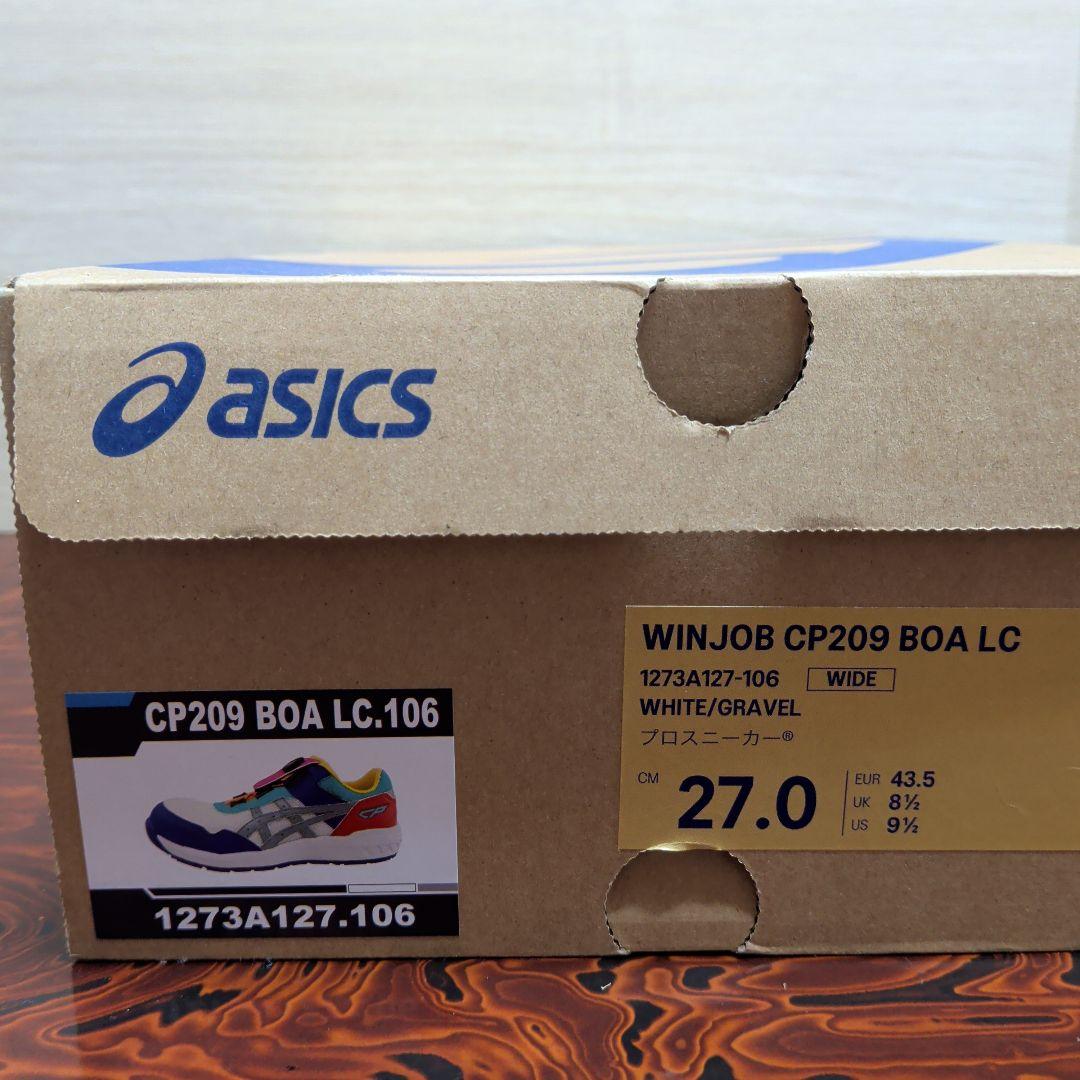 asics
WINJOB CP209 BOA LC
1273A127-106 WIDE
WHITE/GRAVEL
プロスニーカー®
CM 27.0
EUR 43.5
UK 8½
US 9½
CP209 BOA LC.106
CP
1273A127.106